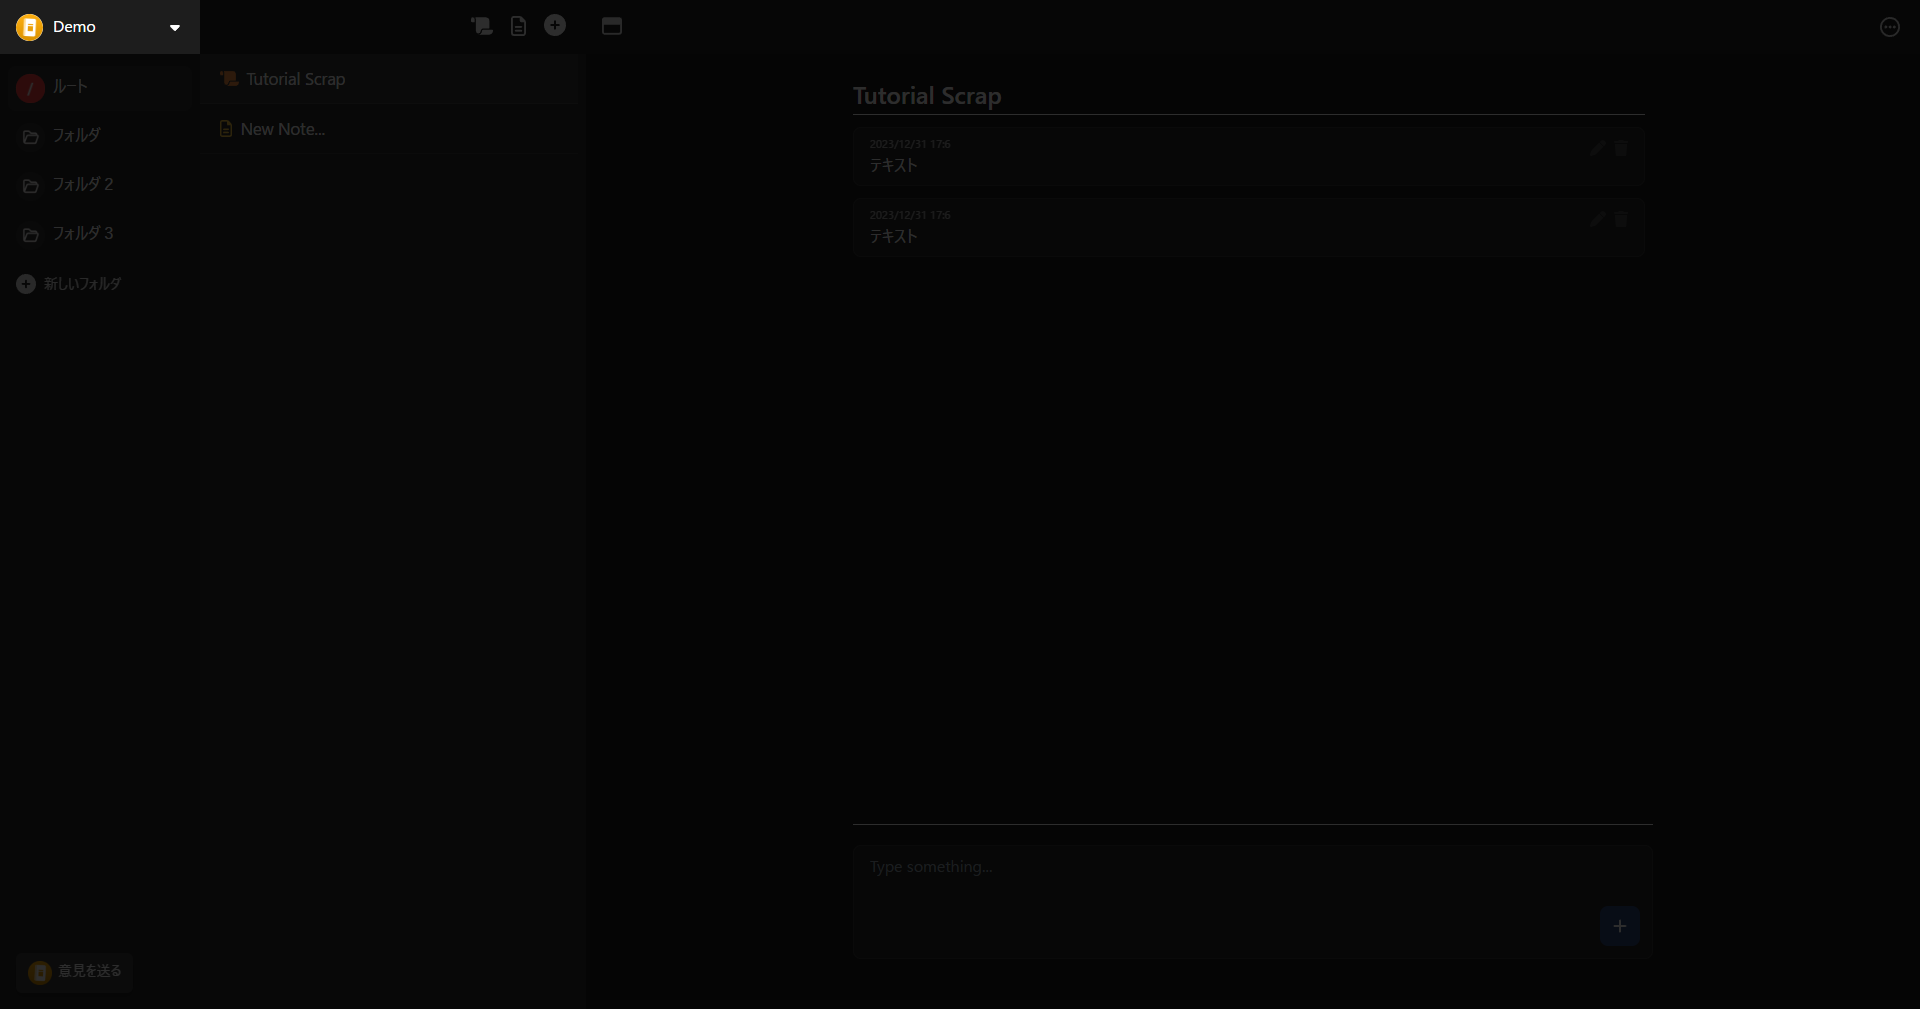 Demo
/
ルート
フォルダ
フォルダ 2
フォルダ 3
新しいフォルダ
意見を送る
Tutorial Scrap
New Note...
Tutorial Scrap
2023/12/31 17:6
テキスト
2023/12/31 17:6
テキスト
Type something...